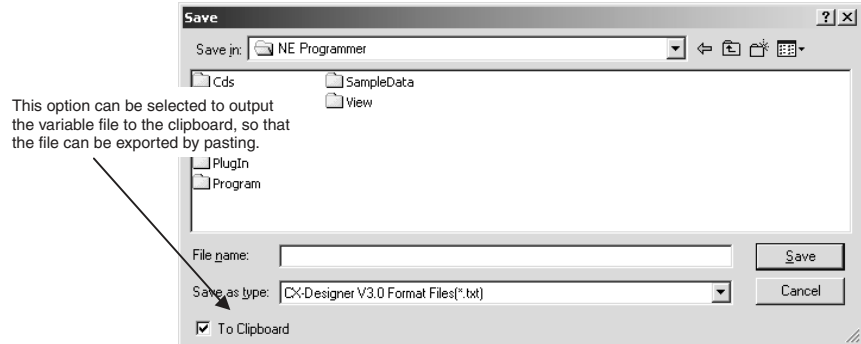 Save
Save in: NE Programmer
Cds SampleData
View
This option can be selected to output
the variable file to the clipboard, so that
the file can be exported by pasting.
PlugIn
Program
File name: Save
Save as type: CX-Designer V3.0 Format Files(*.txt) Cancel
To Clipboard